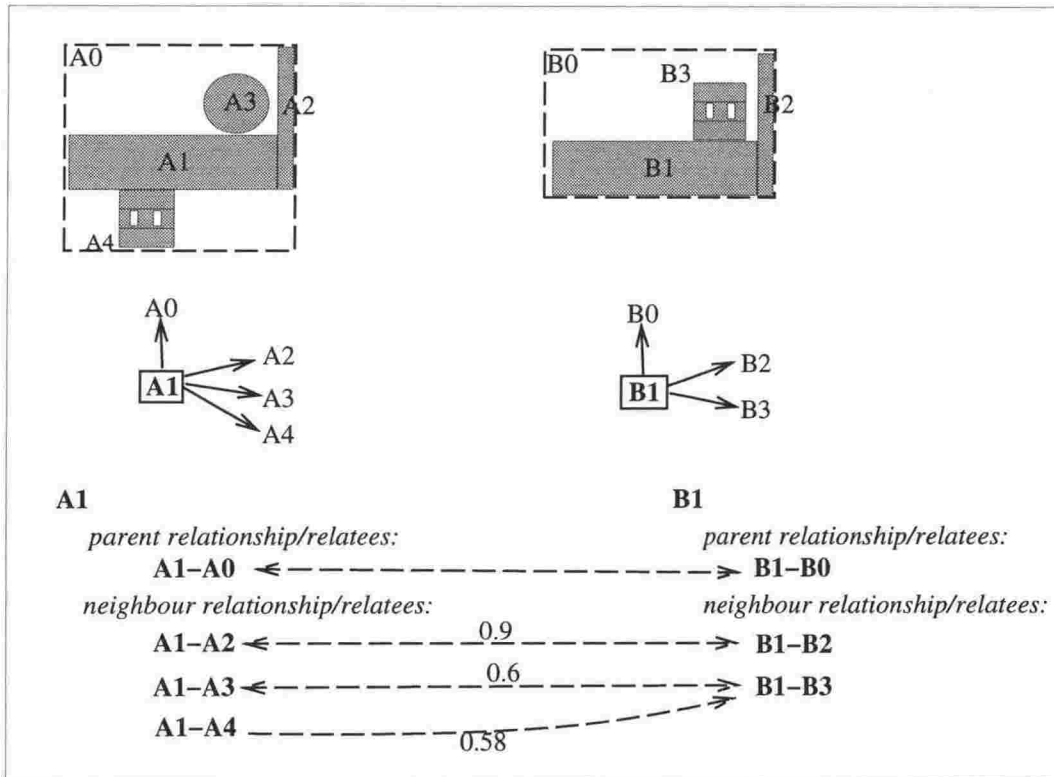 A0
A3
A2
A1
A4
B0
B3
B2
B1
A0
A1
A2
A3
A4
B0
B1
B2
B3
A1 B1
parent relationship/relatees: parent relationship/relatees:
A1–A0 B1–B0
neighbour relationship/relatees: neighbour relationship/relatees:
A1–A2 0.9 B1–B2
A1–A3 0.6 B1–B3
A1–A4 0.58